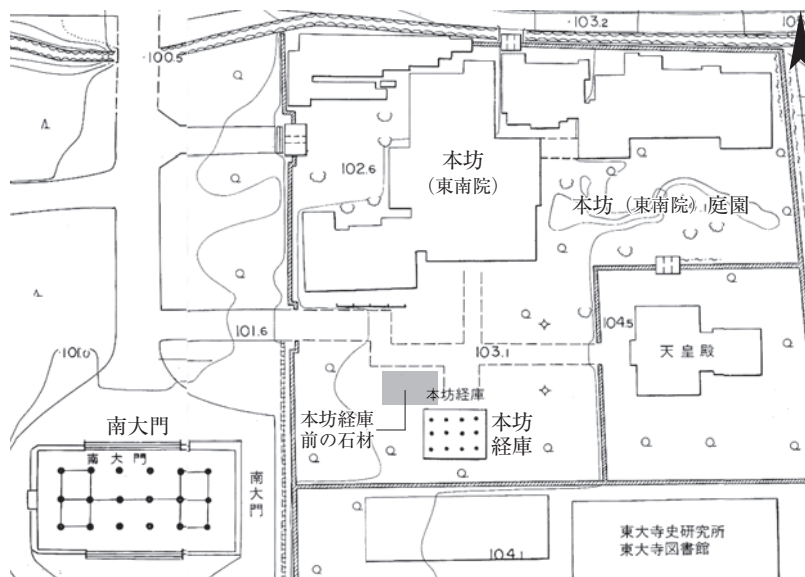 103.2
100.5
102.6
本坊
（東南院）
本坊（東南院）庭園
101.6
100.0
103.1
104.5
天皇殿
本坊経庫
本坊経庫
前の石材
本坊
経庫
南大門
南大門
南大門
104.1
東大寺史研究所
東大寺図書館